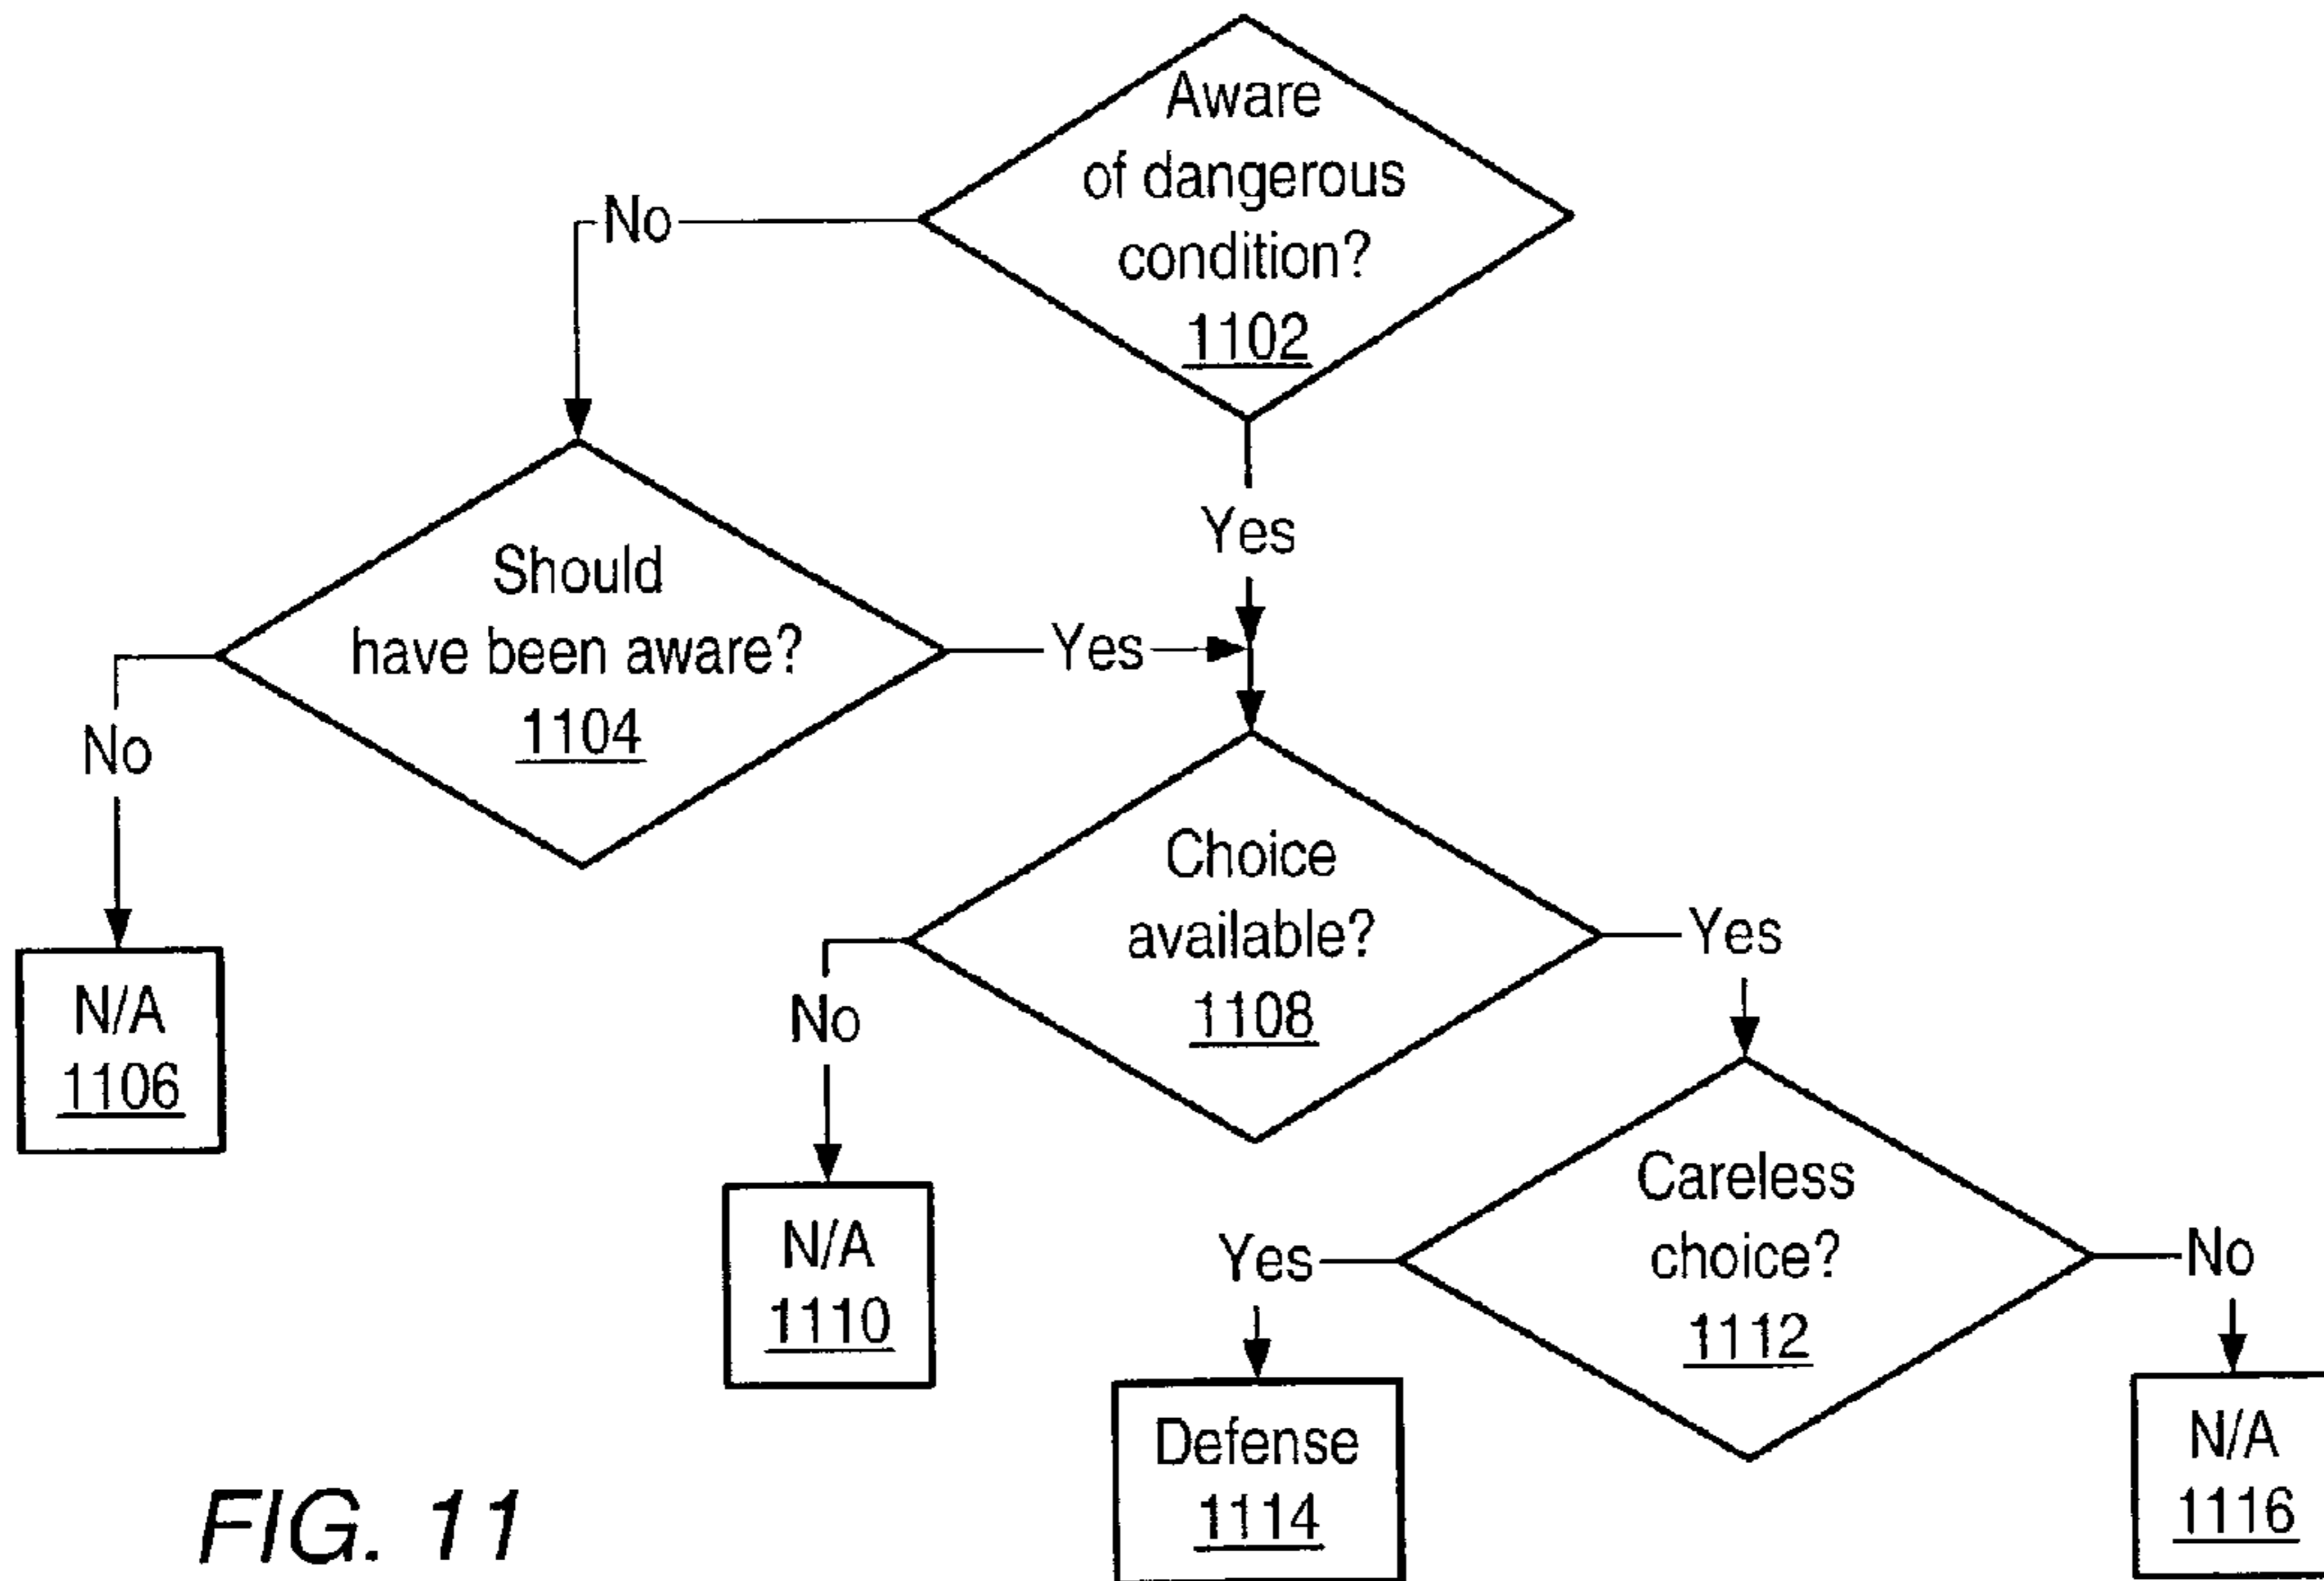 Aware
of dangerous
condition?
1102
No
Yes
Should
have been aware?
1104
Yes
No
N/A
1106
Choice
available?
1108
No
Yes
N/A
1110
Careless
choice?
1112
Yes
No
Defense
1114
N/A
1116
FIG. 11